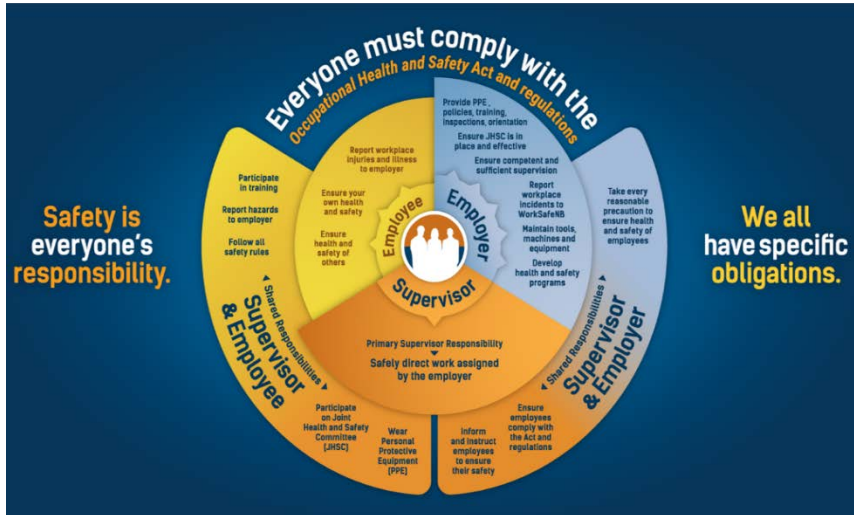 Everyone must comply with the
Occupational Health and Safety Act and regulations
Safety is
everyone's
responsibility.
We all
have specific
obligations.
Employee
Report workplace
injuries and illness
to employer
Ensure your
own health
and safety
Ensure
health and
safety of
others
Employer
Provide PPE,
policies, training,
inspections, orientation
Ensure JHSC is in
place and effective
Ensure competent and
sufficient supervision
Report
workplace
incidents to
WorkSafeNB
Maintain tools,
machines and
equipment
Develop
health and safety
programs
Supervisor
Primary Supervisor Responsibility
Safely direct work assigned
by the employer
Participate
in training
Report hazards
to employer
Follow all
safety rules
Shared Responsibilities
Supervisor
& Employee
Participate
on Joint
Health and Safety
Committee
(JHSC)
Wear
Personal
Protective
Equipment
(PPE)
Take every
reasonable
precaution to
ensure health
and safety of
employees
Shared Responsibilities
Supervisor
& Employer
Ensure
employees
comply with
the Act and
regulations
Inform
and instruct
employees
to ensure
their safety